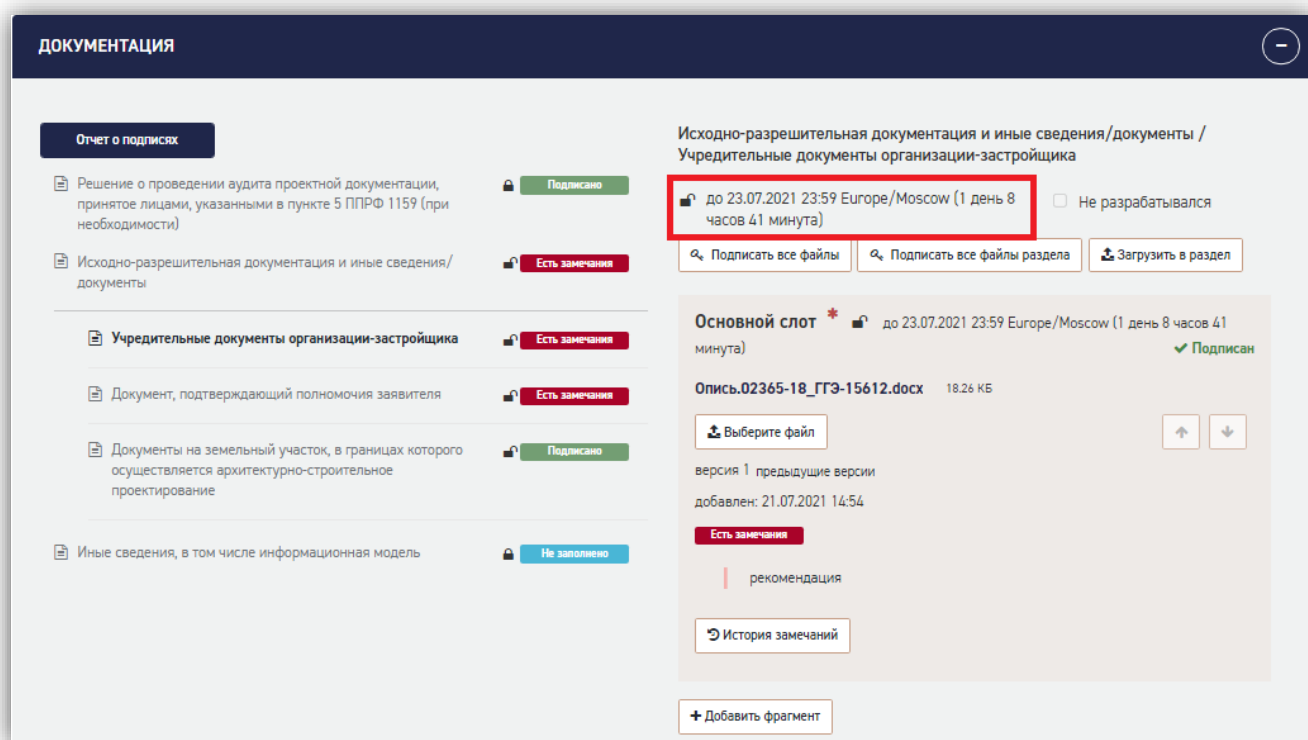 ДОКУМЕНТАЦИЯ
Отчет о подписях
Решение о проведении аудита проектной документации,
принятое лицами, указанными в пункте 5 ППРФ 1159 (при
необходимости)
Подписано
Исходно-разрешительная документация и иные сведения/
документы
Есть замечания
Учредительные документы организации-застройщика
Есть замечания
Документ, подтверждающий полномочия заявителя
Есть замечания
Документы на земельный участок, в границах которого
осуществляется архитектурно-строительное
проектирование
Подписано
Иные сведения, в том числе информационная модель
Не заполнено
Исходно-разрешительная документация и иные сведения/документы /
Учредительные документы организации-застройщика
до 23.07.2021 23:59 Europe/Moscow (1 день 8
часов 41 минута)
Не разрабатывался
Подписать все файлы
Подписать все файлы раздела
Загрузить в раздел
Основной слот * до 23.07.2021 23:59 Europe/Moscow (1 день 8 часов 41
минута)
Подписан
Опись.02365-18_ГГЭ-15612.docx 18.26 КБ
Выберите файл
версия 1 предыдущие версии
добавлен: 21.07.2021 14:54
Есть замечания
рекомендация
История замечаний
+ Добавить фрагмент